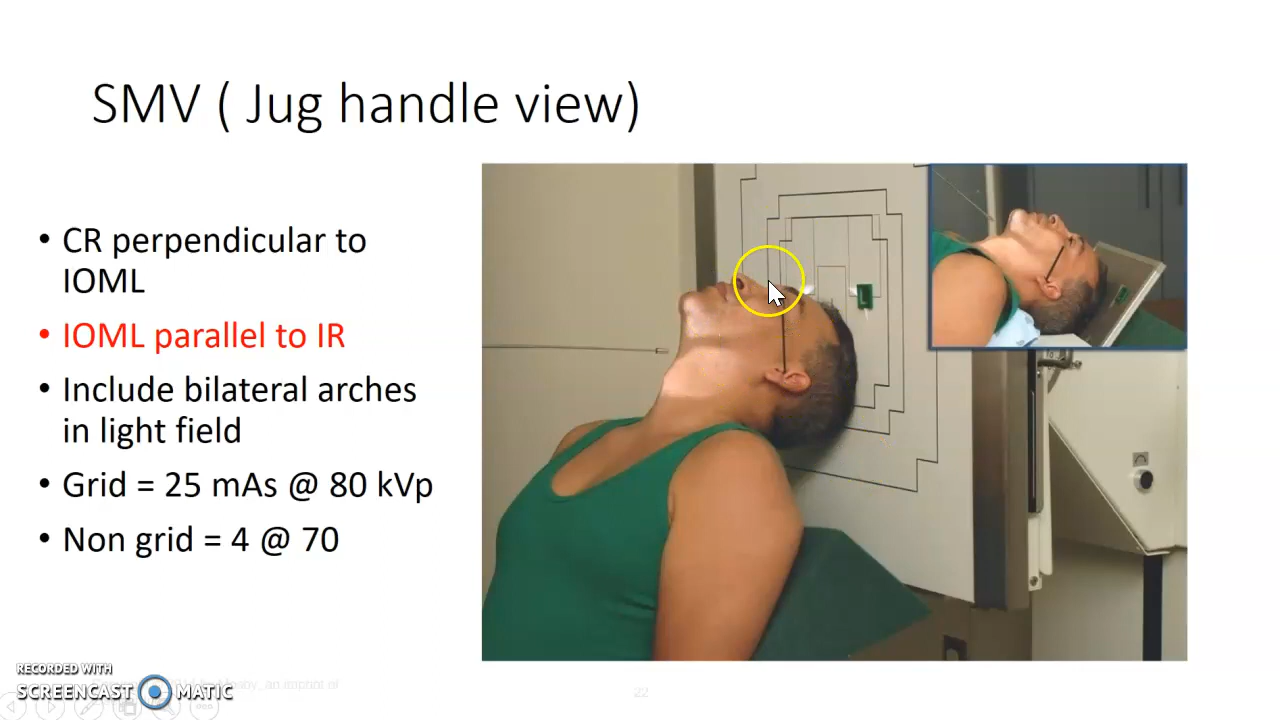 SMV ( Jug handle view)
• CR perpendicular to
IOML
• IOML parallel to IR
• Include bilateral arches
in light field
• Grid = 25 mAs @ 80 kVp
• Non grid = 4 @ 70
RECORDED WITH
SCREENCAST MATIC
22